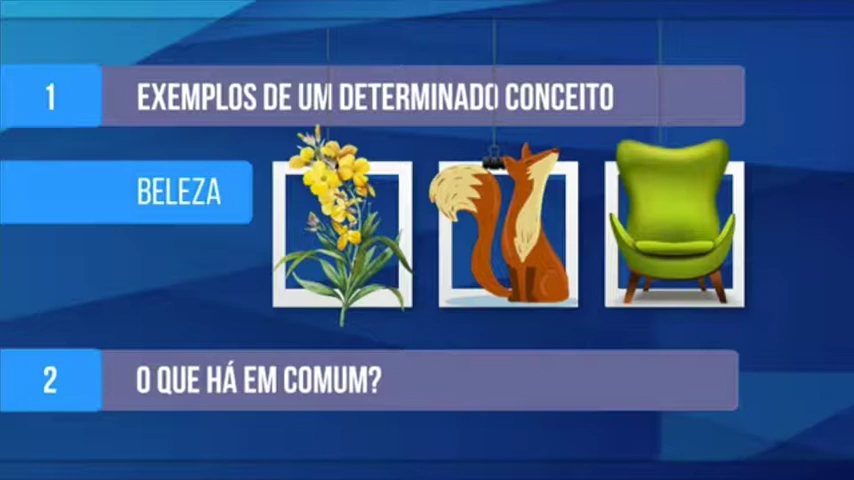 1 EXEMPLOS DE UM DETERMINADO CONCEITO
BELEZA
2 O QUE HÁ EM COMUM?